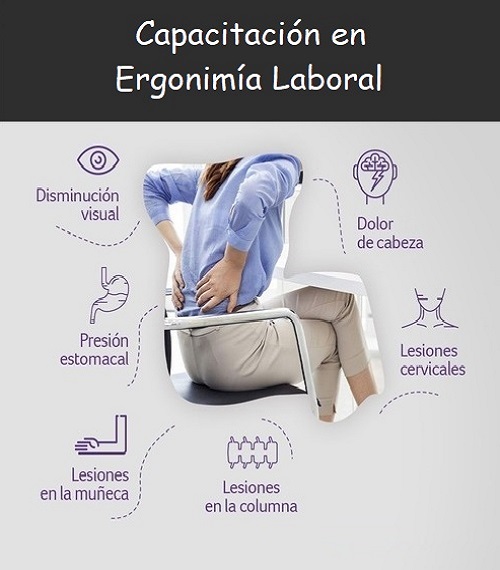 Capacitación en
Ergonimía Laboral
Disminución
visual
Dolor
de cabeza
Presión
estomacal
Lesiones
cervicales
Lesiones
en la muñeca
Lesiones
en la columna